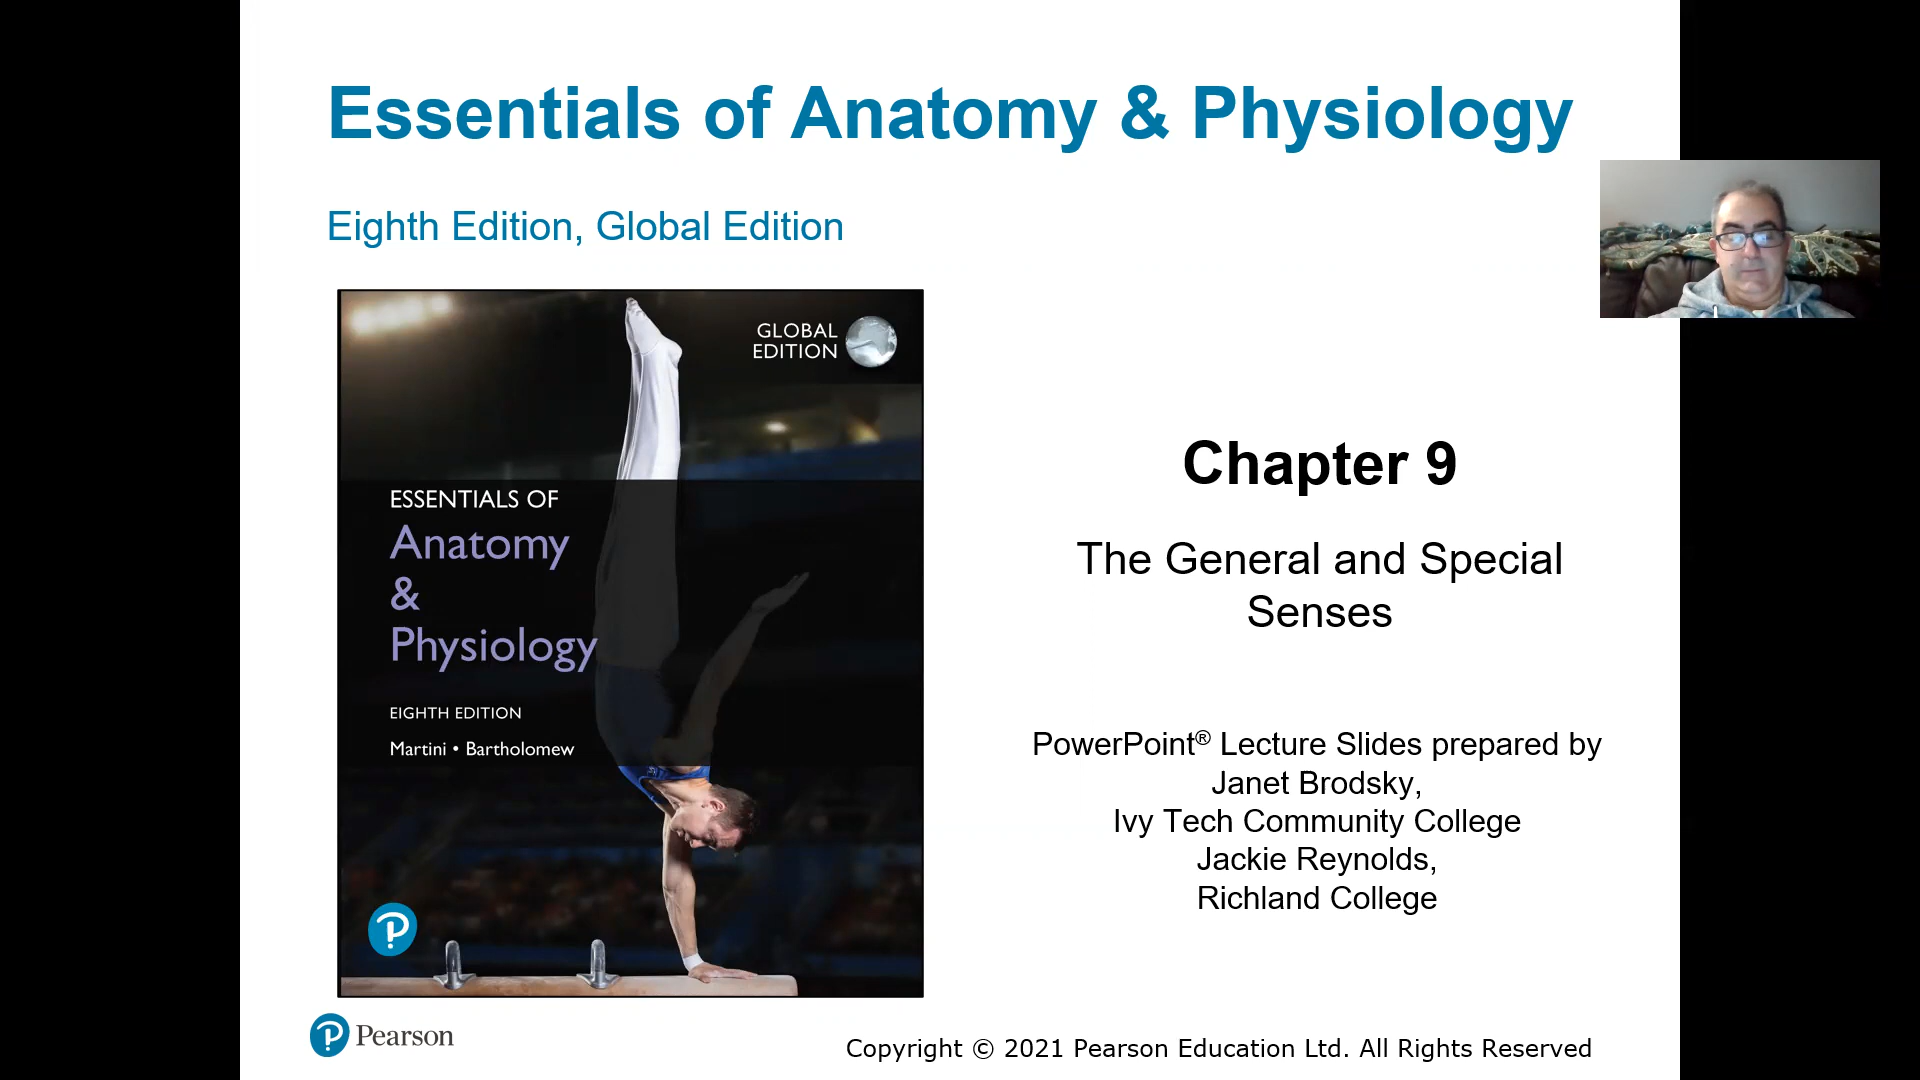 Essentials of Anatomy & Physiology
Eighth Edition, Global Edition
GLOBAL
EDITION
ESSENTIALS OF
Anatomy
&
Physiology
EIGHTH EDITION
Martini • Bartholomew
P
Chapter 9
The General and Special
Senses
PowerPoint® Lecture Slides prepared by
Janet Brodsky,
Ivy Tech Community College
Jackie Reynolds,
Richland College
P Pearson
Copyright © 2021 Pearson Education Ltd. All Rights Reserved